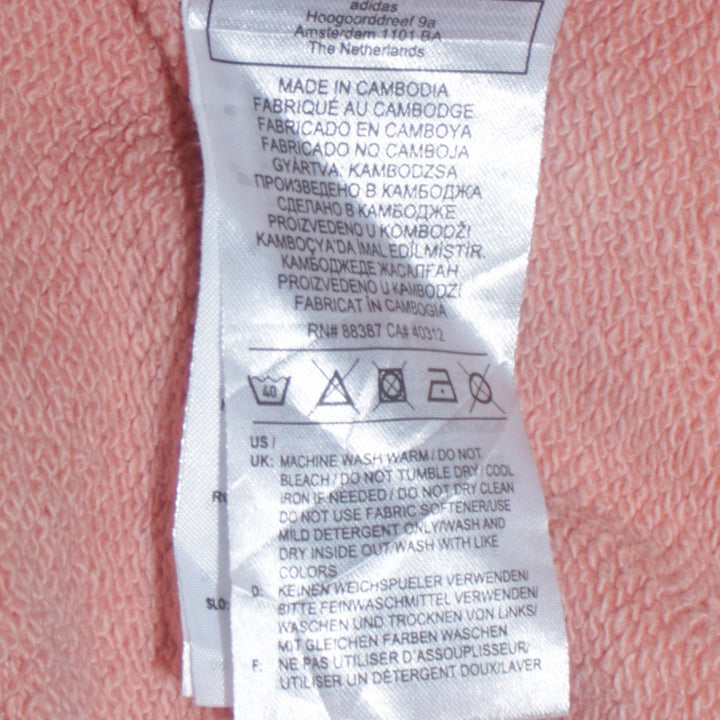 adidas
Hoogoorddreef 9a
Amsterdam 1101 BA
The Netherlands
MADE IN CAMBODIA
FABRIQUÉ AU CAMBODGE
FABRICADO EN CAMBOYA
FABRICADO NO CAMBOJA
GYÁRTVA: KAMBODZSA
ПРОИЗВЕДЕНО В КАМБОДЖА
СДЕЛАНО В КАМБОДЖЕ
PROIZVEDENO U KOMBODŽI
KAMBOÇYA'DA İMAL EDİLMİŞTİR.
КАМБОДЖЕДЕ ЖАСАЛҒАН
PROIZVEDENO U KAMBODŽI
FABRICAT ÎN CAMBOGIA
RN# 88387 CA# 40312
40
US /
UK: MACHINE WASH WARM / DO NOT
BLEACH / DO NOT TUMBLE DRY / COOL
IRON IF NEEDED / DO NOT DRY CLEAN
DO NOT USE FABRIC SOFTENER/USE
MILD DETERGENT ONLY/WASH AND
DRY INSIDE OUT/WASH WITH LIKE
COLORS
D: KEINEN WEICHSPUELER VERWENDEN/
BITTE FEINWASCHMITTEL VERWENDEN/
WASCHEN UND TROCKNEN VON LINKS/
MIT GLEICHEN FARBEN WASCHEN
F: NE PAS UTILISER D'ASSOUPLISSEUR/
UTILISER UN DÉTERGENT DOUX/LAVER
SLO: